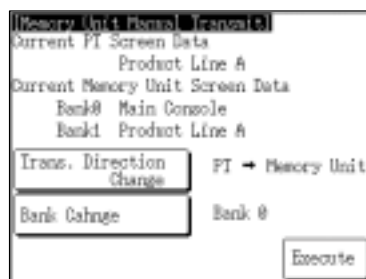 [Memory Unit Manual Transmit]
Current PT Screen Data
Product Line A
Current Memory Unit Screen Data
Bank0 Main Console
Bank1 Product Line A
Trans. Direction
Change
PT → Memory Unit
Bank Cahnge
Bank 0
Execute